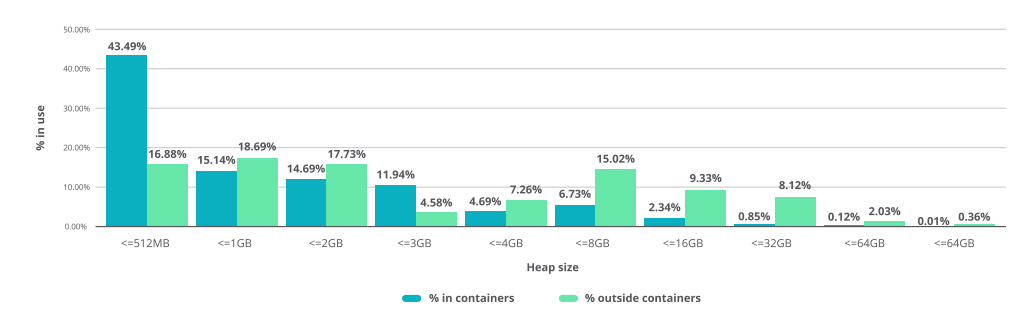 50.00%
43.49%
40.00%
30.00%
% in use
20.00%
16.88% 15.14% 18.69% 14.69% 17.73% 11.94% 4.58% 4.69% 7.26% 6.73% 15.02% 2.34% 9.33% 0.85% 8.12% 0.12% 2.03% 0.01% 0.36%
10.00%
0.00%
<=512MB <=1GB <=2GB <=3GB <=4GB <=8GB <=16GB <=32GB <=64GB <=64GB
Heap size
% in containers % outside containers